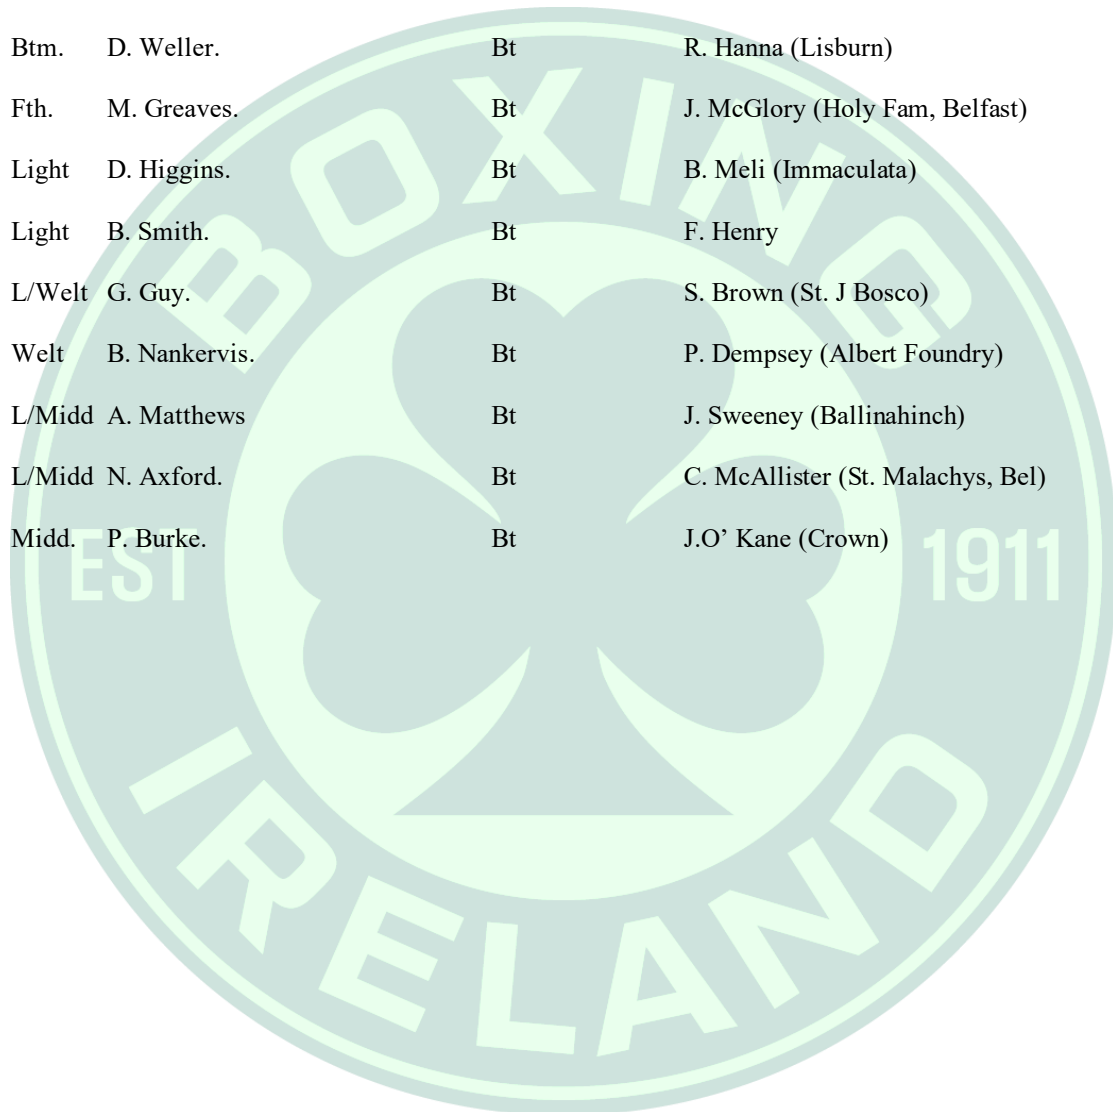 Btm. D. Weller. Bt R. Hanna (Lisburn)
Fth. M. Greaves. Bt J. McGlory (Holy Fam, Belfast)
Light D. Higgins. Bt B. Meli (Immaculata)
Light B. Smith. Bt F. Henry
L/Welt G. Guy. Bt S. Brown (St. J Bosco)
Welt B. Nankervis. Bt P. Dempsey (Albert Foundry)
L/Midd A. Matthews Bt J. Sweeney (Ballinahinch)
L/Midd N. Axford. Bt C. McAllister (St. Malachys, Bel)
Midd. P. Burke. Bt J.O’ Kane (Crown)
BOXING
EST 1911
IRELAND